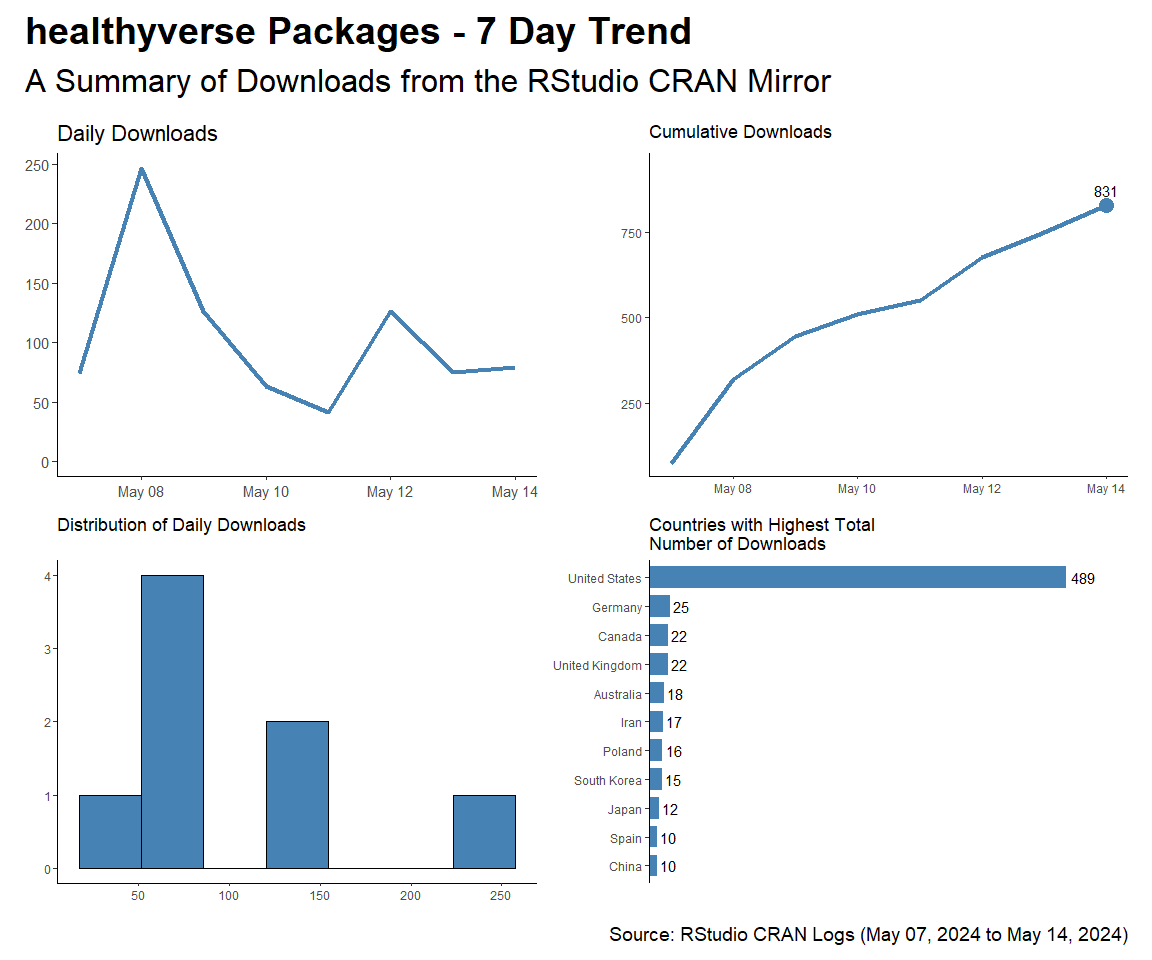 healthyverse Packages - 7 Day Trend
A Summary of Downloads from the RStudio CRAN Mirror
Daily Downloads
250
200
150
100
50
0
May 08 May 10 May 12 May 14
Cumulative Downloads
831
750
500
250
May 08 May 10 May 12 May 14
Distribution of Daily Downloads
4
3
2
1
0
50 100 150 200 250
Countries with Highest Total
Number of Downloads
United States 489
Germany 25
Canada 22
United Kingdom 22
Australia 18
Iran 17
Poland 16
South Korea 15
Japan 12
Spain 10
China 10
Source: RStudio CRAN Logs (May 07, 2024 to May 14, 2024)